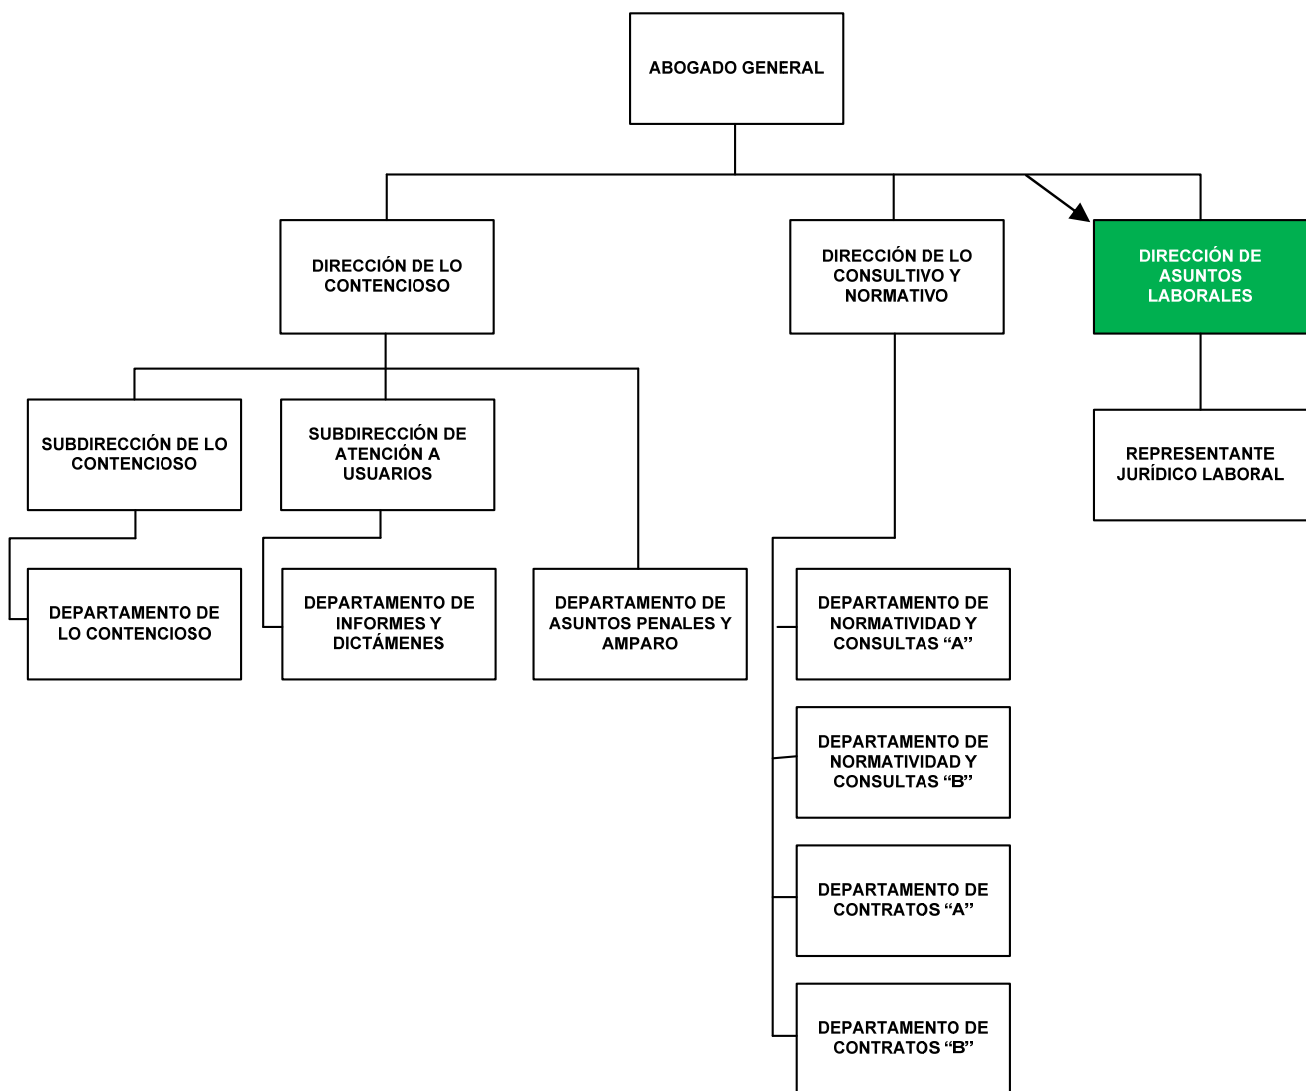 ABOGADO GENERAL
DIRECCIÓN DE LO
CONTENCIOSO
DIRECCIÓN DE LO
CONSULTIVO Y
NORMATIVO
DIRECCIÓN DE
ASUNTOS
LABORALES
SUBDIRECCIÓN DE LO
CONTENCIOSO
SUBDIRECCIÓN DE
ATENCIÓN A
USUARIOS
REPRESENTANTE
JURÍDICO LABORAL
DEPARTAMENTO DE
LO CONTENCIOSO
DEPARTAMENTO DE
INFORMES Y
DICTÁMENES
DEPARTAMENTO DE
ASUNTOS PENALES Y
AMPARO
DEPARTAMENTO DE
NORMATIVIDAD Y
CONSULTAS “A”
DEPARTAMENTO DE
NORMATIVIDAD Y
CONSULTAS “B”
DEPARTAMENTO DE
CONTRATOS “A”
DEPARTAMENTO DE
CONTRATOS “B”